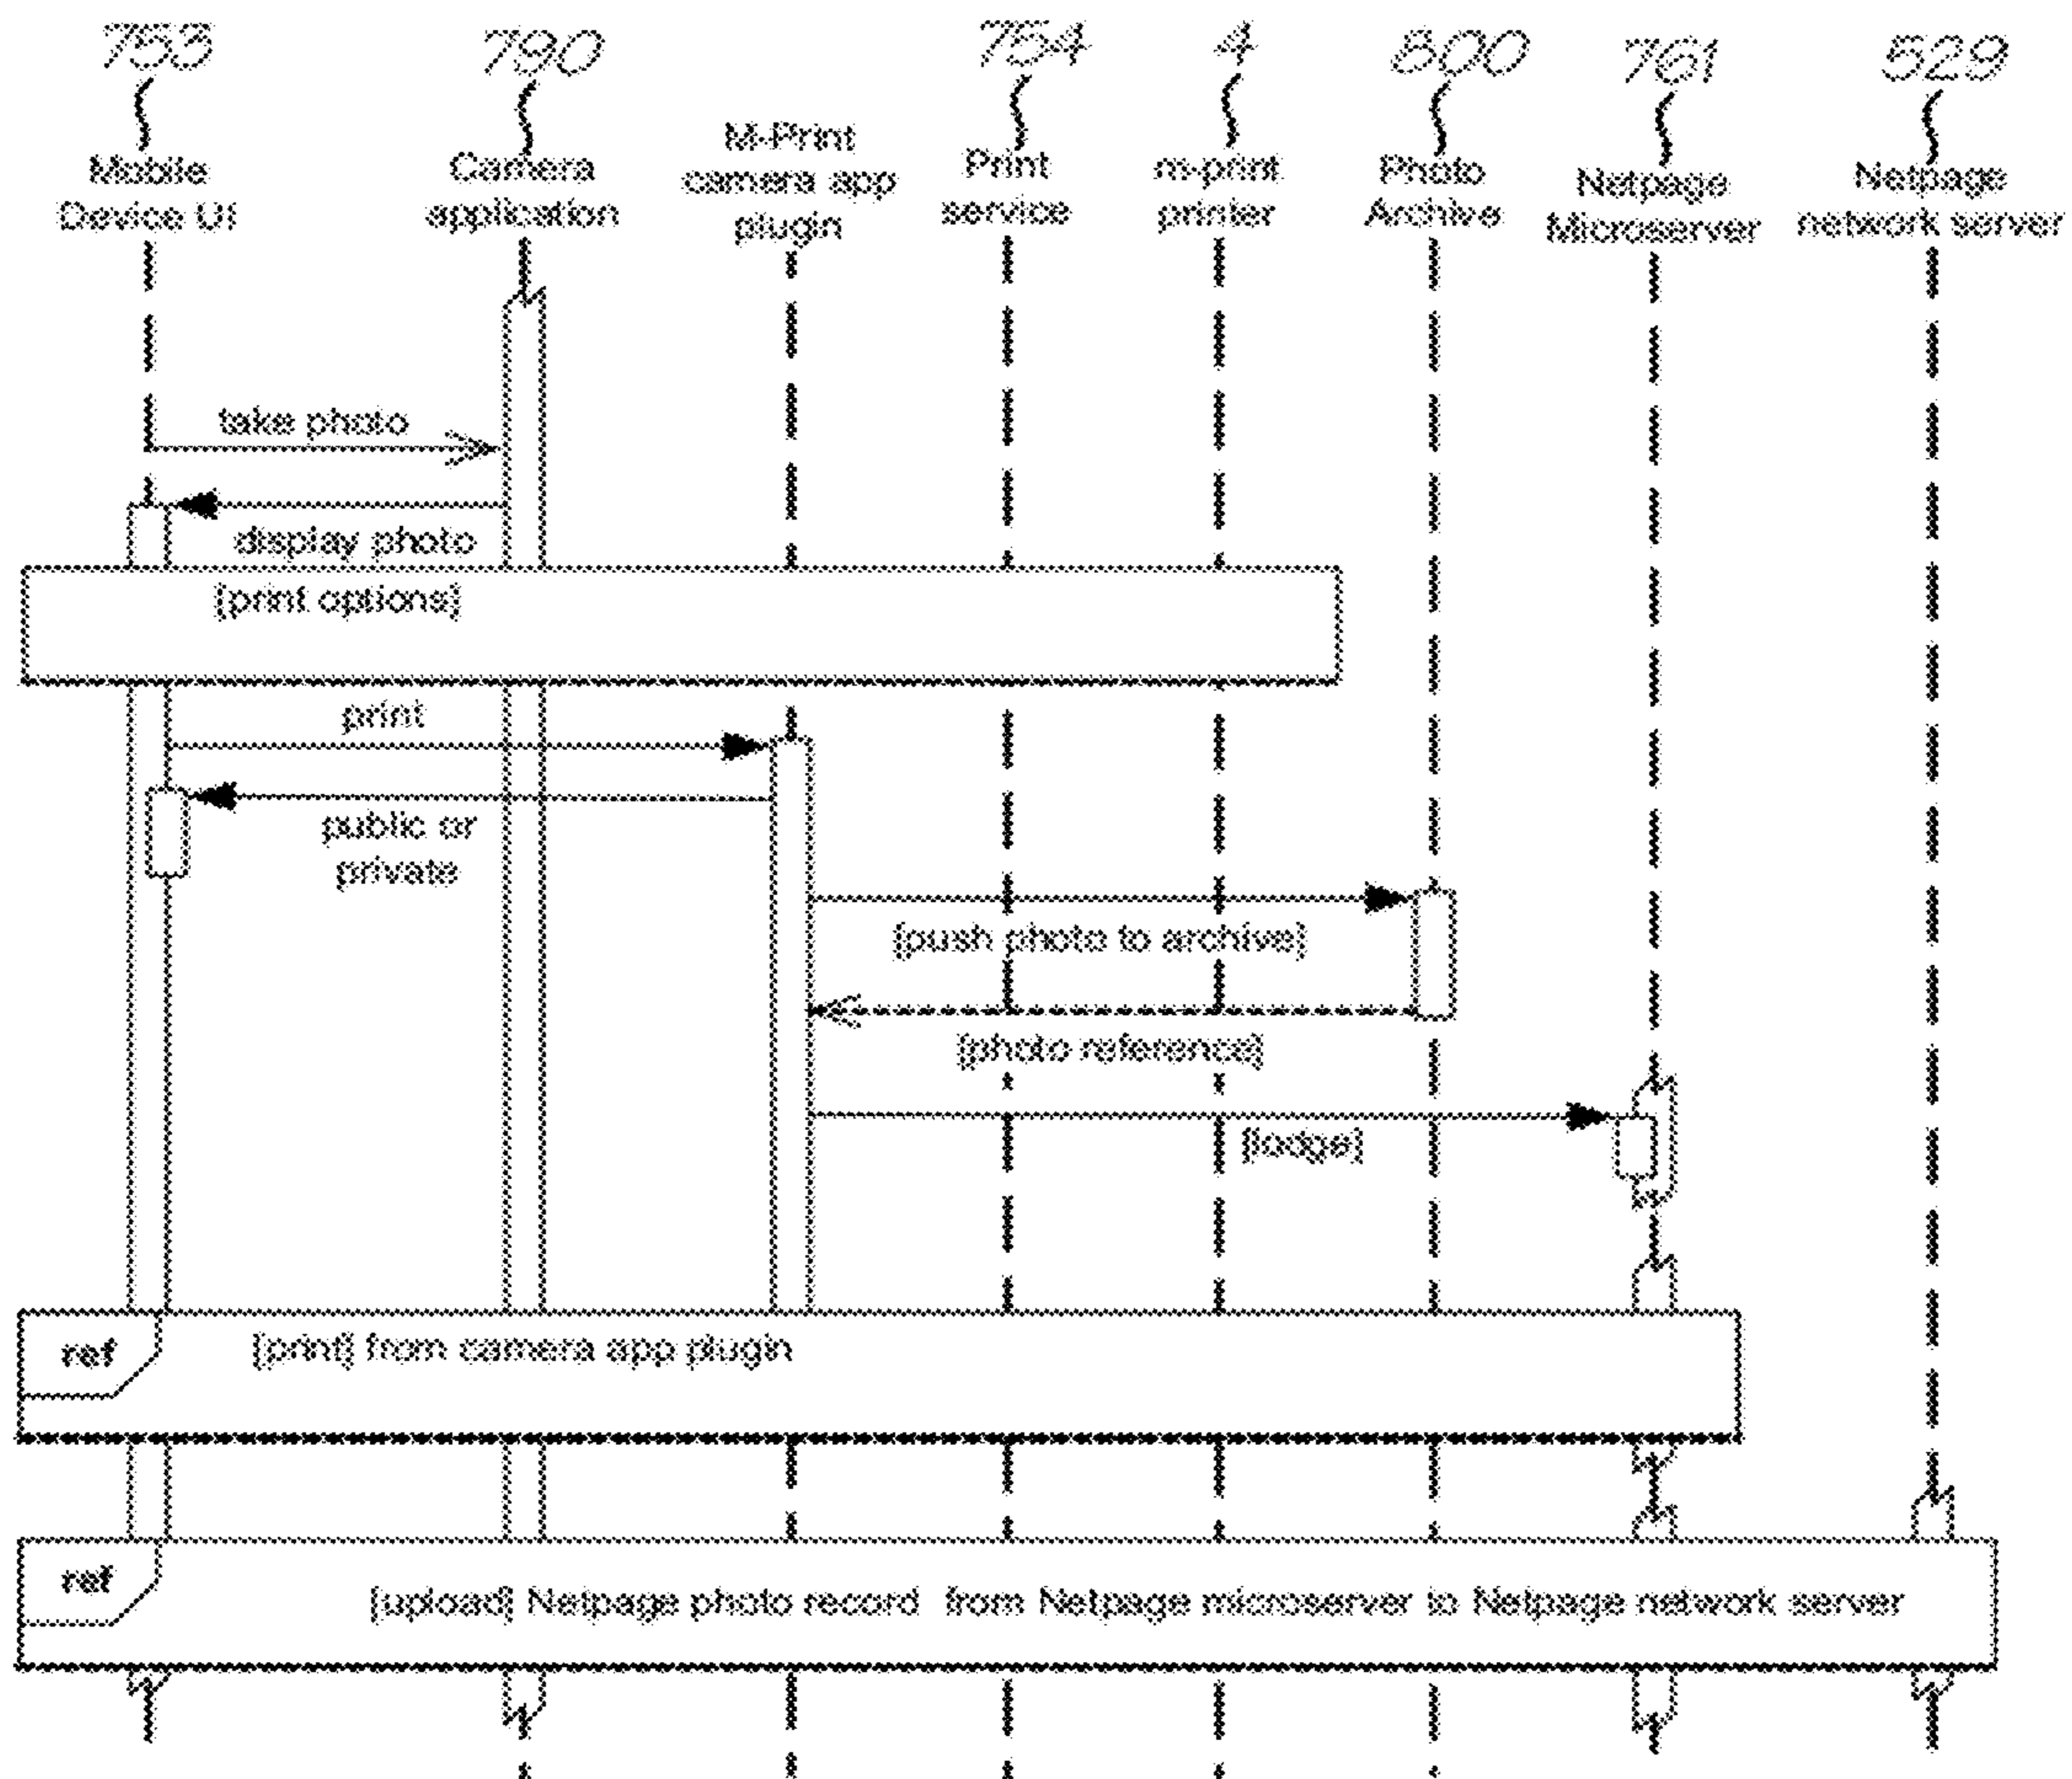 753
790
754
4
800
761
529
Mobile
Device UI
Camera
application
M-Print
camera app
plugin
Print
service
m-print
printer
Photo
Archive
Netpage
Microserver
Netpage
network server
take photo
display photo
[print options]
print
public or
private
[push photo to archive]
[photo reference]
[lodge]
ref
[print] from camera app plugin
ref
[upload] Netpage photo record from Netpage microserver to Netpage network server